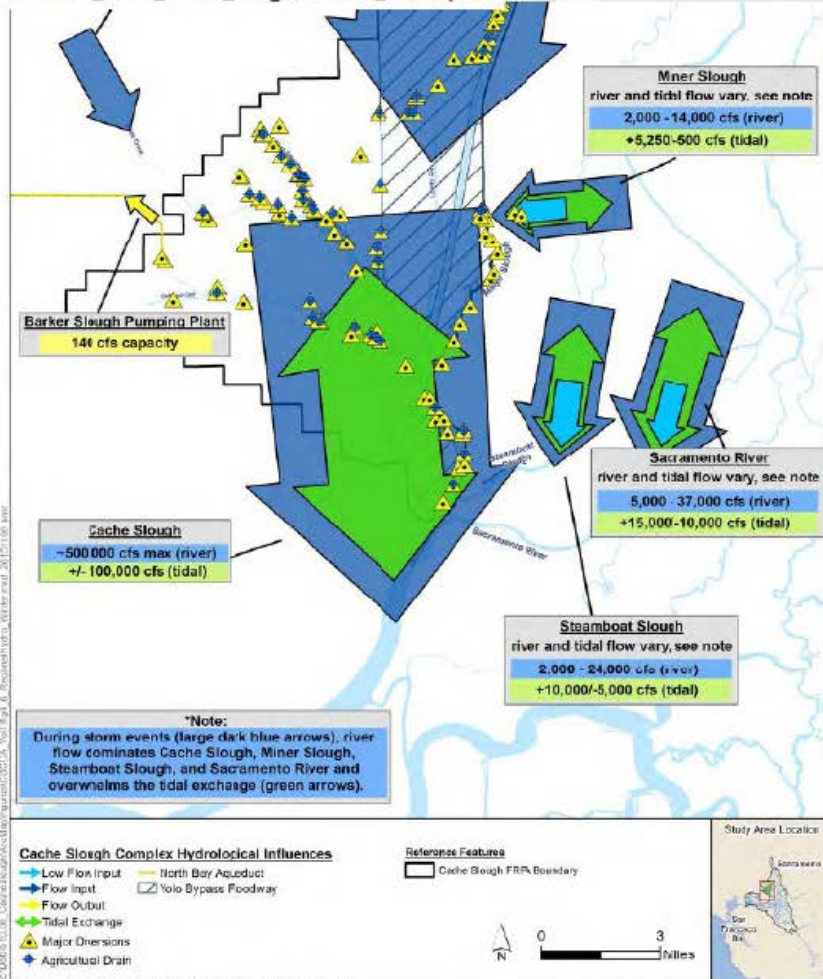 Miner Slough
river and tidal flow vary, see note
2,000 - 14,000 cfs (river)
+5,250-500 cfs (tidal)
Barker Slough Pumping Plant
140 cfs capacity
Miner Slough
Steamboat Slough
Sacramento River
Sacramento River
river and tidal flow vary, see note
5,000 - 37,000 cfs (river)
+15,000-10,000 cfs (tidal)
Cache Slough
~500000 cfs max (river)
+/-100,000 cfs (tidal)
Steamboat Slough
river and tidal flow vary, see note
2,000 - 24,000 cfs (river)
+10,000/-5,000 cfs (tidal)
*Note:
During storm events (large dark blue arrows), river
flow dominates Cache Slough, Miner Slough,
Steamboat Slough, and Sacramento River and
overwhelms the tidal exchange (green arrows).
Cache Slough Complex Hydrological Influences
Low Flow Input
Flow Input
Flow Output
Tidal Exchange
Major Diversions
Agricultural Drain
North Bay Aqueduct
Yolo Bypass Floodway
Reference Features
Cache Slough FRPA Boundary
N
0 3
Miles
Study Area Location
Sacramento
San
Francisco
Bay